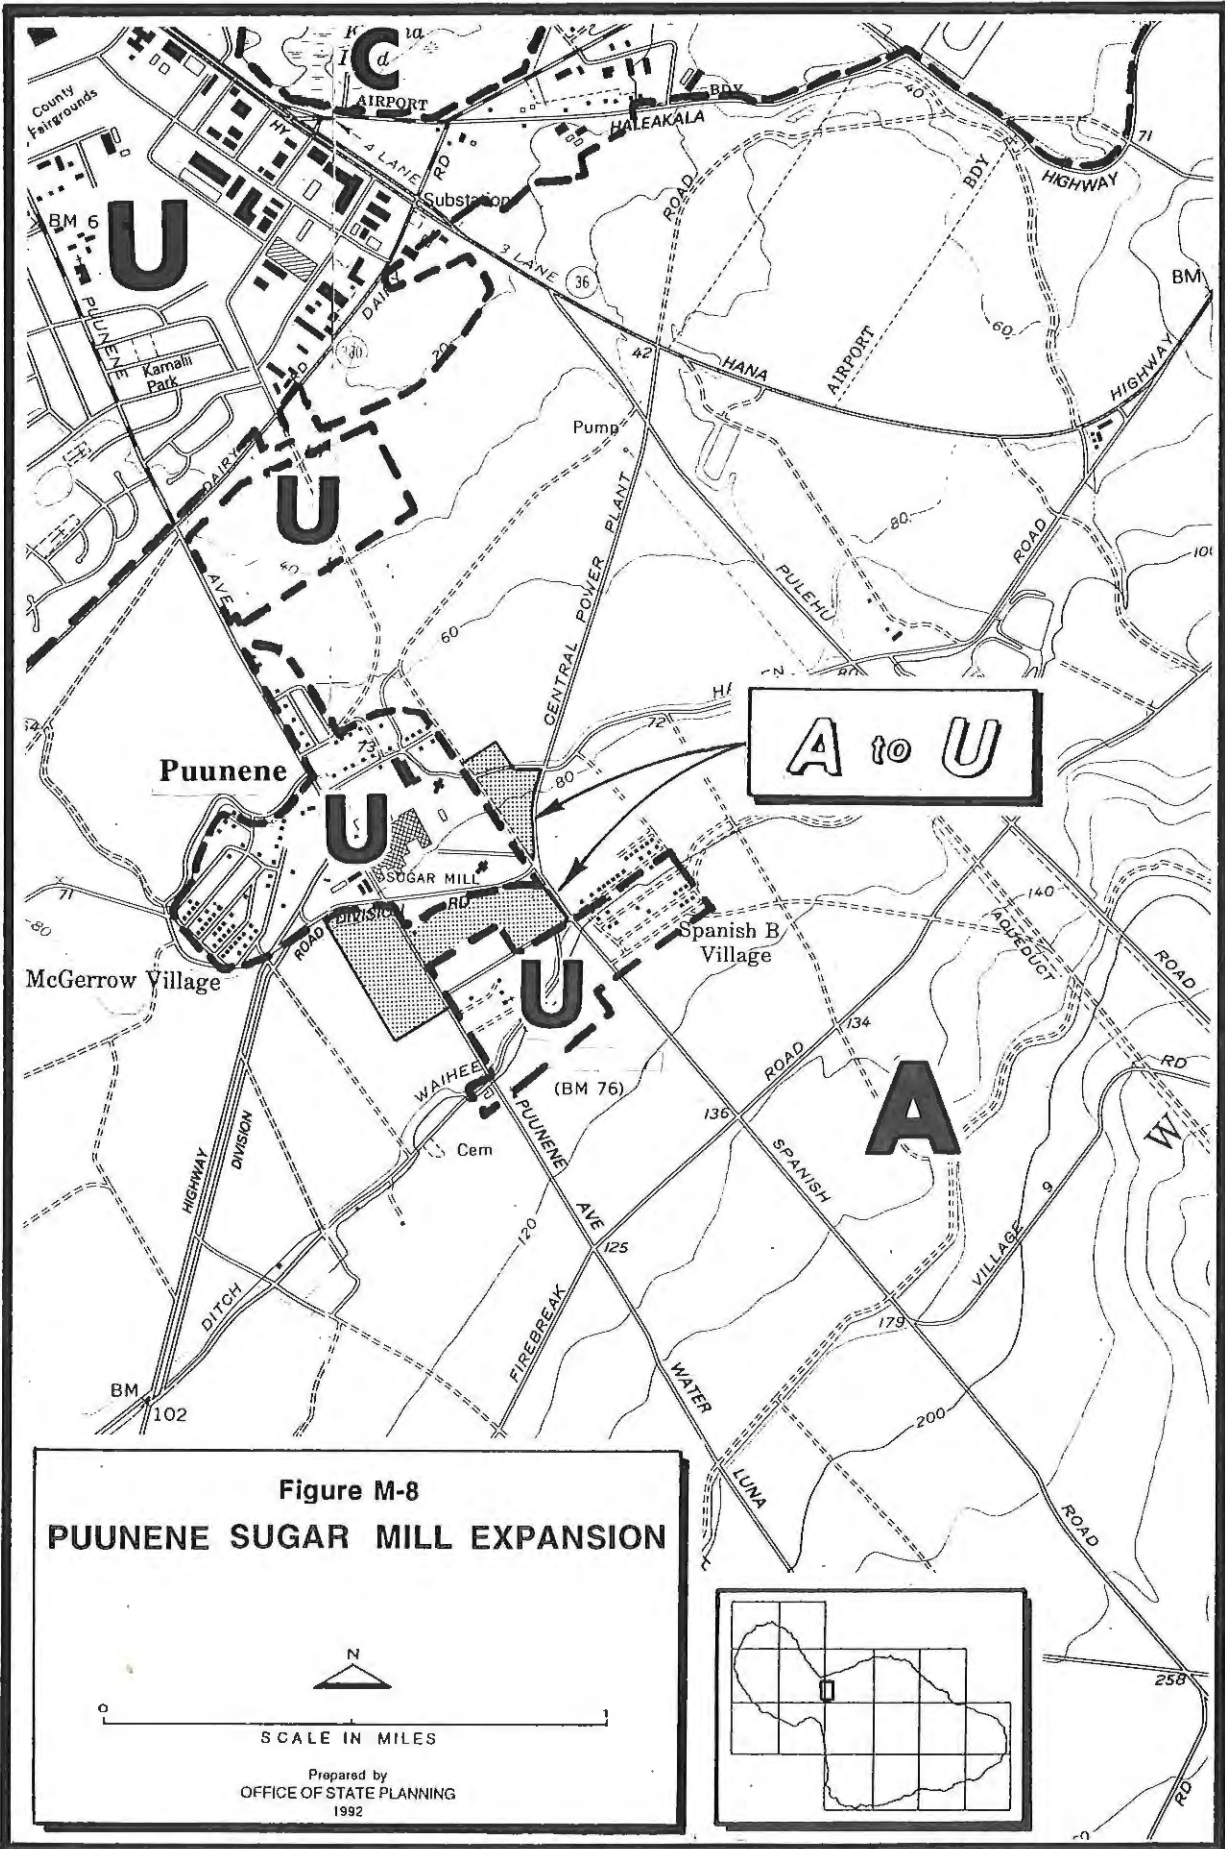 C
AIRPORT
BDY
HALEAKALA
40
71
HIGHWAY
BDY
County
Fairgrounds
HY
4 LANE
RD
Substation
ROAD
BM 6
U
3 LANE
36
BM
PUUNENE
DAIRY
20
60
Kamalii
Park
42
HANA
AIRPORT
HIGHWAY
Pump
DAIRY
U
CENTRAL POWER PLANT
80
ROAD
40
AVE
PULEHU
60
80
72
A to U
73
Puunene
80
U
SUGAR MILL
71
80
DIVISION RD
ROAD
140
AQUEDUCT
ROAD
Spanish B
Village
McGerrow Village
U
134
ROAD
RD
WAIHEE
(BM 76)
A
136
W
PUUNENE
Cem
SPANISH
HIGHWAY
DIVISION
9
AVE
120
125
VILLAGE
DITCH
FIREBREAK
179
BM
102
WATER
200
LUNA
ROAD
Figure M-8
PUUNENE SUGAR MILL EXPANSION
N
0 1
SCALE IN MILES
Prepared by
OFFICE OF STATE PLANNING
1992
258
RD